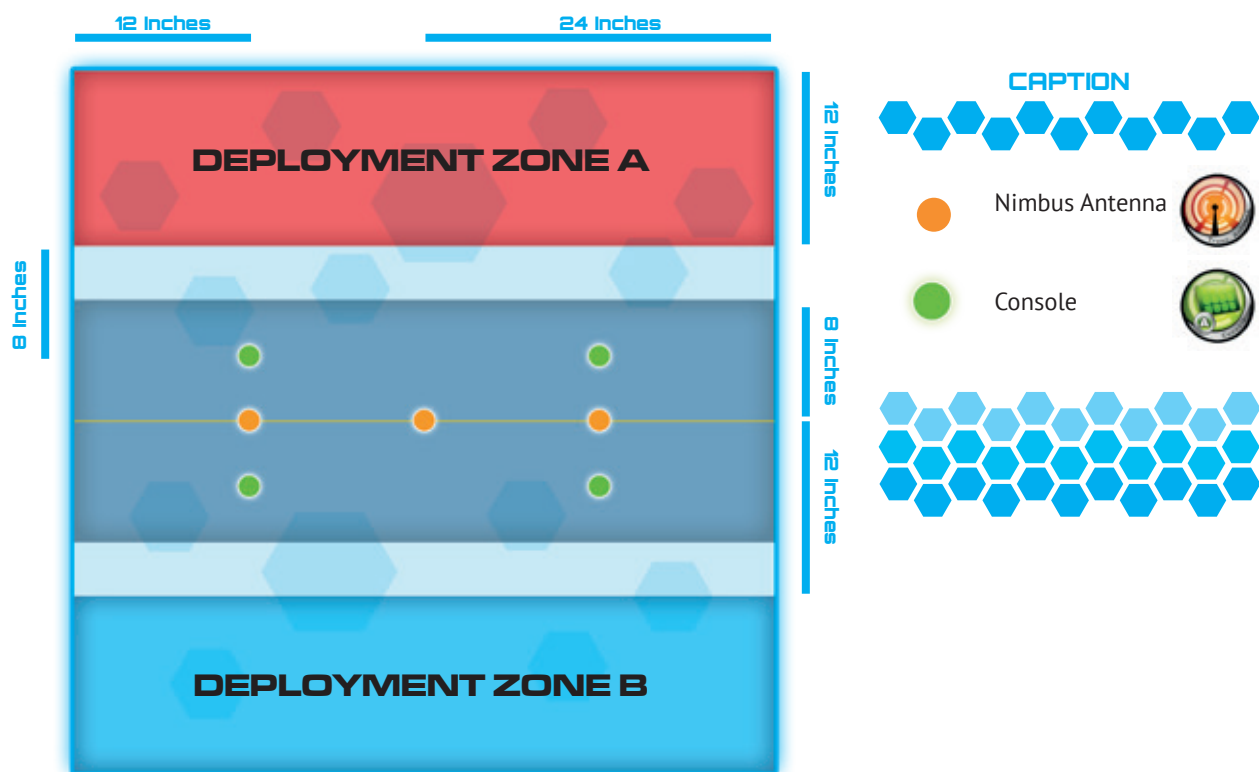 12 Inches
24 Inches
DEPLOYMENT ZONE A
12 Inches
8 Inches
8 Inches
12 Inches
DEPLOYMENT ZONE B
CAPTION
Nimbus Antenna
Console